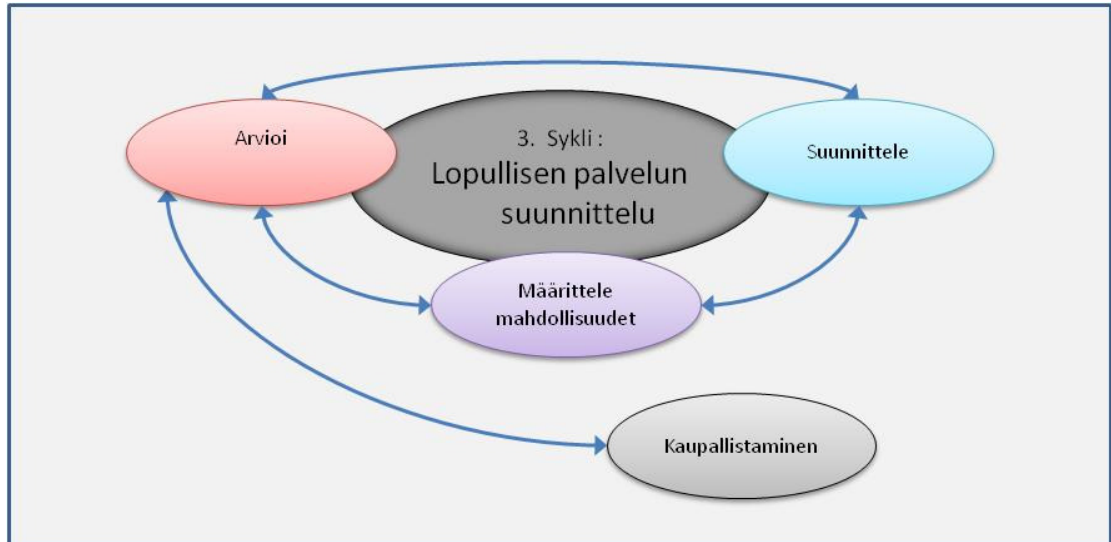 Arvioi
3. Sykli :
Lopullisen palvelun
suunnittelu
Suunnittele
Määrittele
mahdollisuudet
Kaupallistaminen